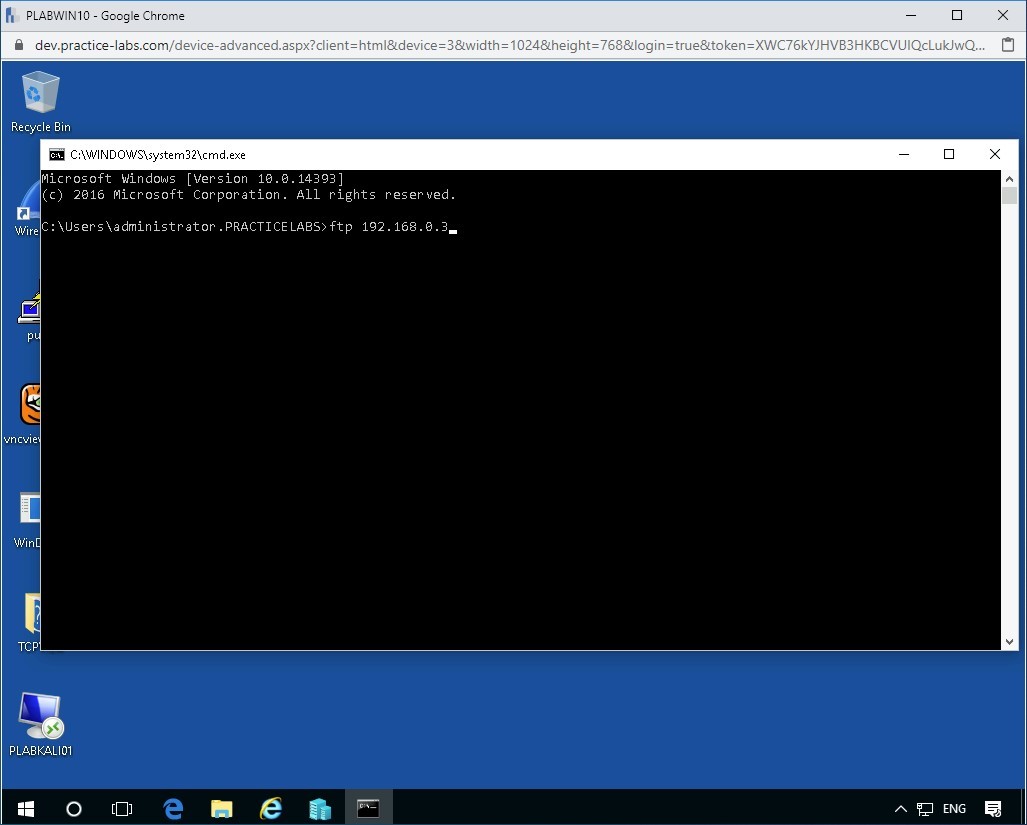 PLABWIN10 - Google Chrome
dev.practice-labs.com/device-advanced.aspx?client=html&device=3&width=1024&height=768&login=true&token=XWC76kYJHVB3HKBCVUIQcLukJwQ...
Recycle Bin
C:\WINDOWS\system32\cmd.exe
Microsoft Windows [Version 10.0.14393]
(c) 2016 Microsoft Corporation. All rights reserved.
C:\Users\administrator.PRACTICELABS>ftp 192.168.0.3
Wire
pu
vncview
WinD
TCP
PLABKALI01
ENG